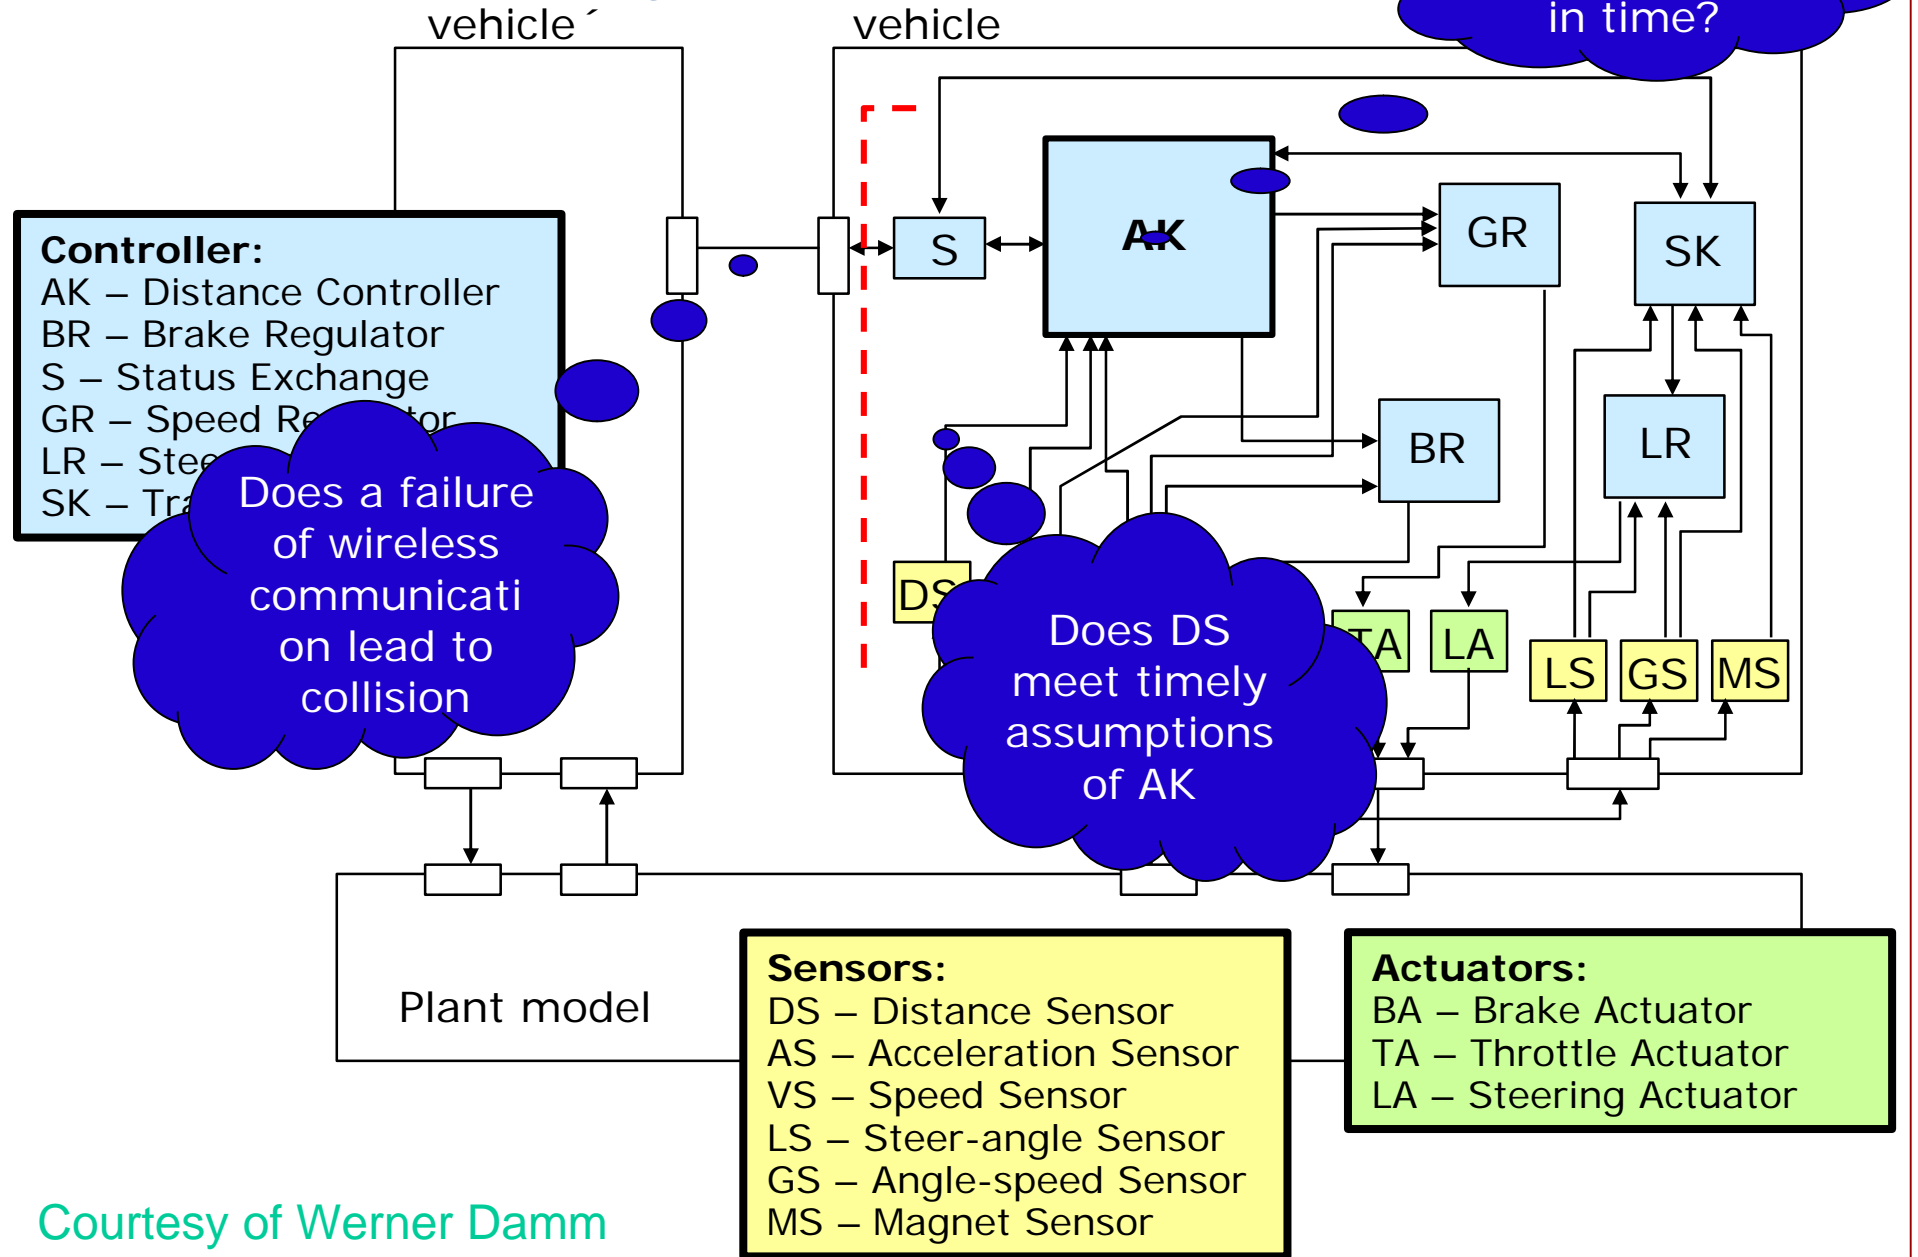 vehicle´
vehicle
in time?
Controller:
AK – Distance Controller
BR – Brake Regulator
S – Status Exchange
GR – Speed
LR –
SK –
Does a failure
of wireless
communicati
on lead to
collision
S
AK
GR
SK
BR
LR
DS
TA
LA
LS
GS
MS
Does DS
meet timely
assumptions
of AK
Plant model
Sensors:
DS – Distance Sensor
AS – Acceleration Sensor
VS – Speed Sensor
LS – Steer-angle Sensor
GS – Angle-speed Sensor
MS – Magnet Sensor
Actuators:
BA – Brake Actuator
TA – Throttle Actuator
LA – Steering Actuator
Courtesy of Werner Damm